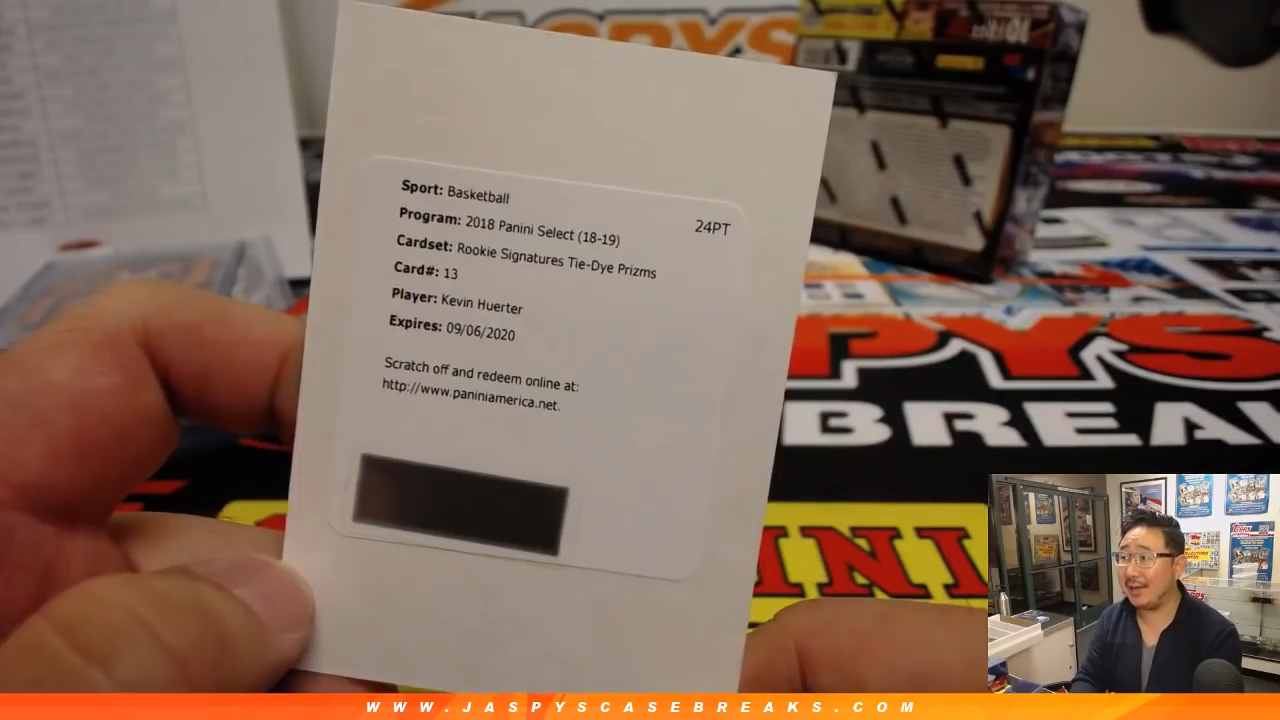 Sport: Basketball
24PT
Program: 2018 Panini Select (18-19)
Cardset: Rookie Signatures Tie-Dye Prizms
Card#: 13
Player: Kevin Huerter
Expires: 09/06/2020
Scratch off and redeem online at:
http://www.paniniamerica.net.
BREAK
WWW.JASPYSCASEBREAKS.COM